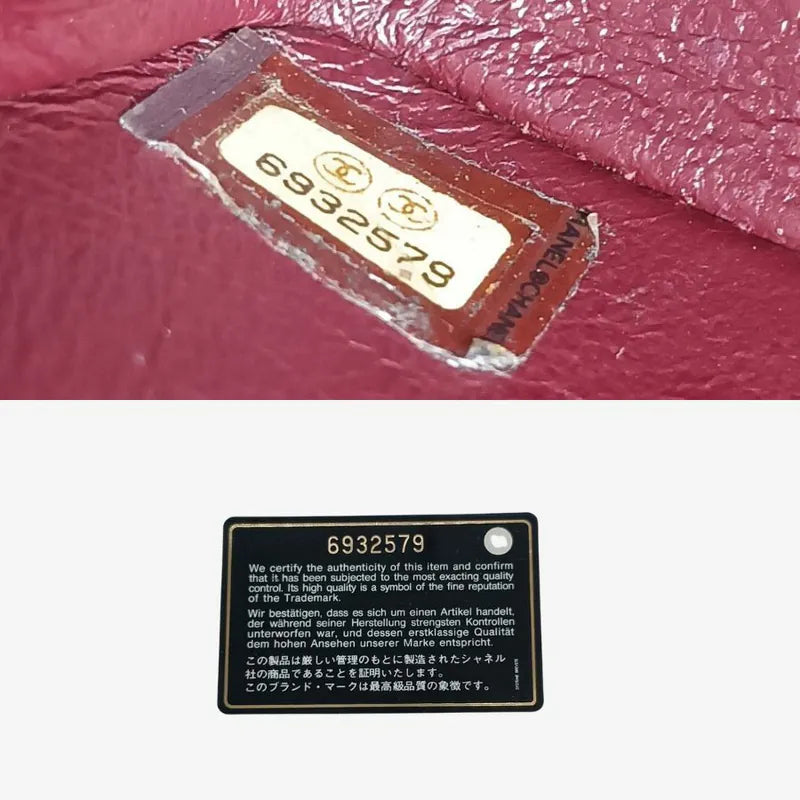 6932579
HANEL©CHANE
6932579
We certify the authenticity of this item and confirm
that it has been subjected to the most exacting quality
control. Its high quality is a symbol of the fine reputation
of the Trademark.
Wir bestätigen, dass es sich um einen Artikel handelt,
der während seiner Herstellung strengsten Kontrollen
unterworfen war, und dessen erstklassige Qualität
dem hohen Ansehen unserer Marke entspricht.
この製品は厳しい管理のもとに製造されたシャネル
社の商品であることを証明いたします。
このブランド・マークは最高級品質の象徴です。